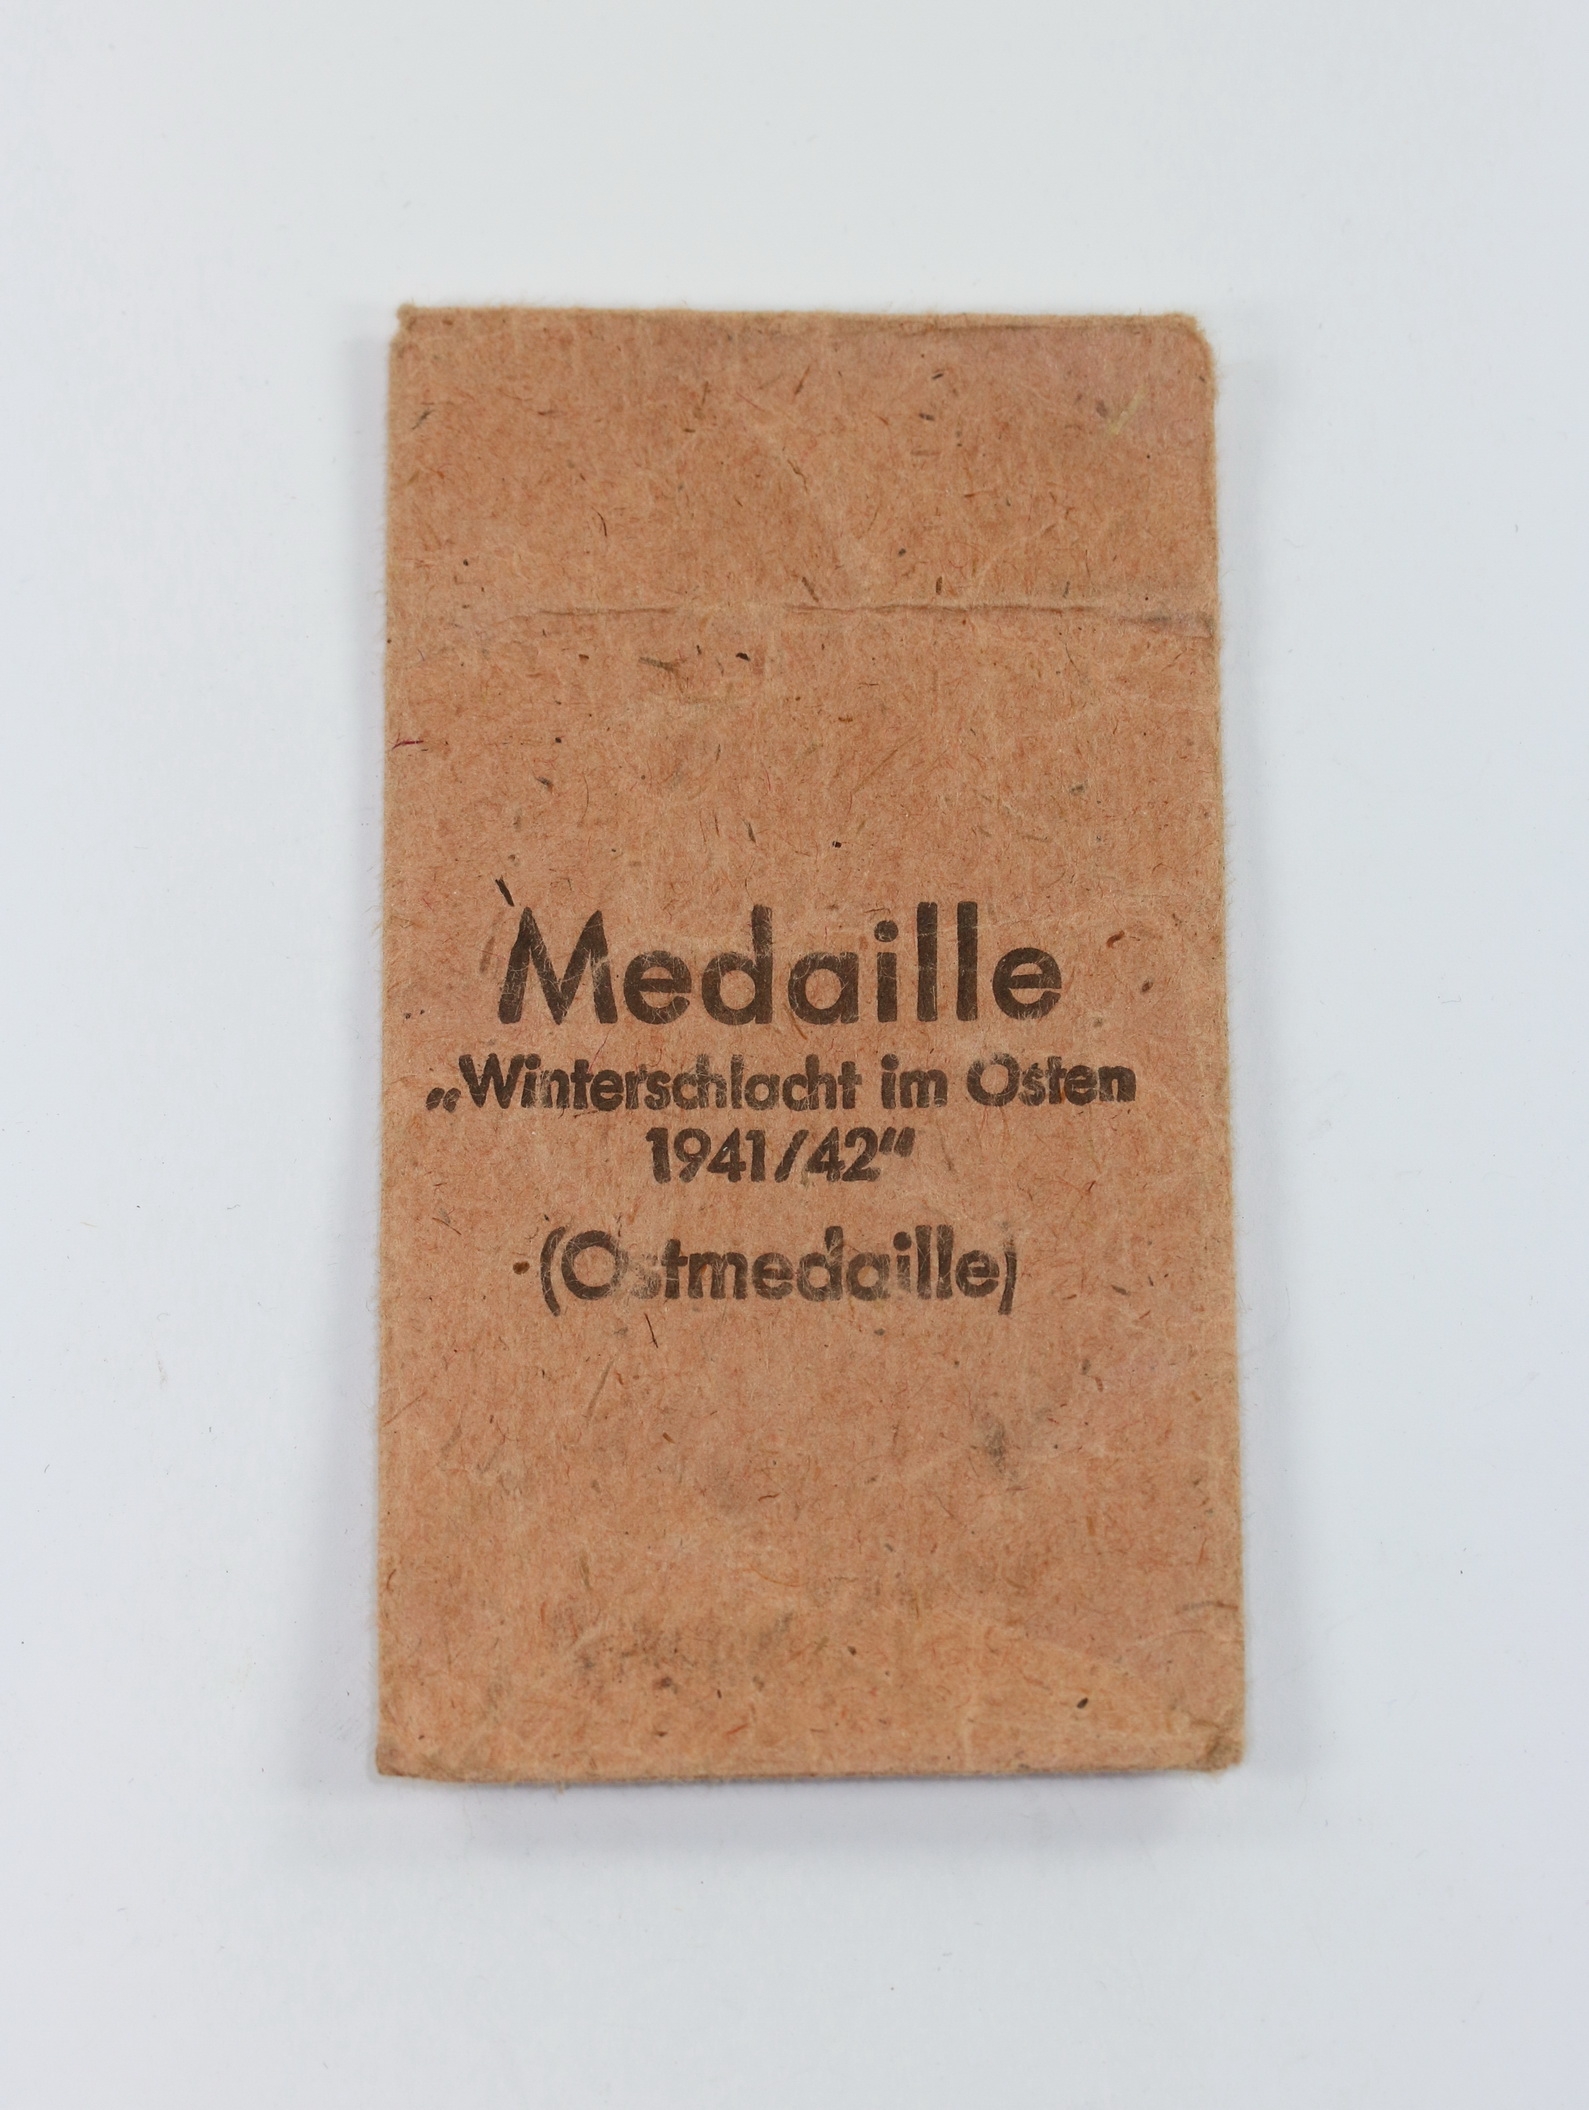 Medaille
„Winterschlacht im Osten
1941/42“
(Ostmedaille)